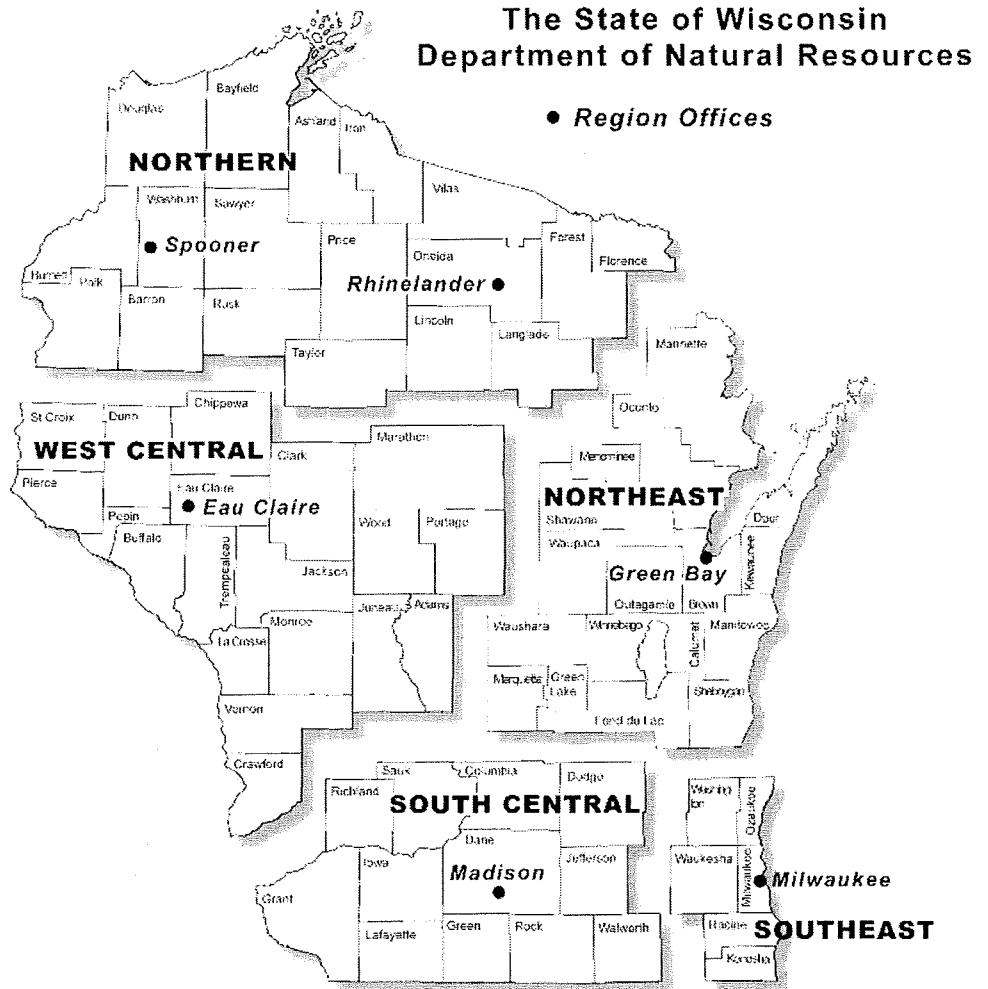 The State of Wisconsin
Department of Natural Resources
● Region Offices
Bayfield
Douglas
Ashland
Iron
NORTHERN
Vilas
Washburn
Sawyer
Spooner
Price
Forest
Oneida
Florence
Burnett
Polk
Rhinelander
Barron
Rusk
Lincoln
Langlade
Taylor
Marinette
Chippewa
St Croix
Dunn
Oconto
Marathon
WEST CENTRAL
Clark
Menominee
Pierce
Eau Claire
Eau Claire
NORTHEAST
Pepin
Wood
Portage
Shawano
Door
Buffalo
Waupaca
Trempealeau
Jackson
Green Bay
Kewaunee
Juneau
Adams
Outagamie
Brown
Monroe
Waushara
Winnebago
Calumet
Manitowoc
La Crosse
Marquette
Green
Lake
Sheboygan
Vernon
Fond du Lac
Crawford
Sauk
Columbia
Dodge
Richland
SOUTH CENTRAL
Washing
ton
Ozaukee
Dane
Iowa
Jefferson
Waukesha
Milwaukee
Madison
Milwaukee
Grant
Lafayette
Green
Rock
Walworth
Racine
SOUTHEAST
Kenosha